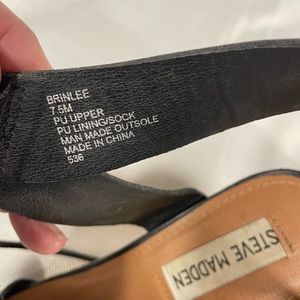 BRINLEE
7.5M
PU UPPER
PU LINING/SOCK
MAN MADE OUTSOLE
MADE IN CHINA
536
STEVE MADDEN